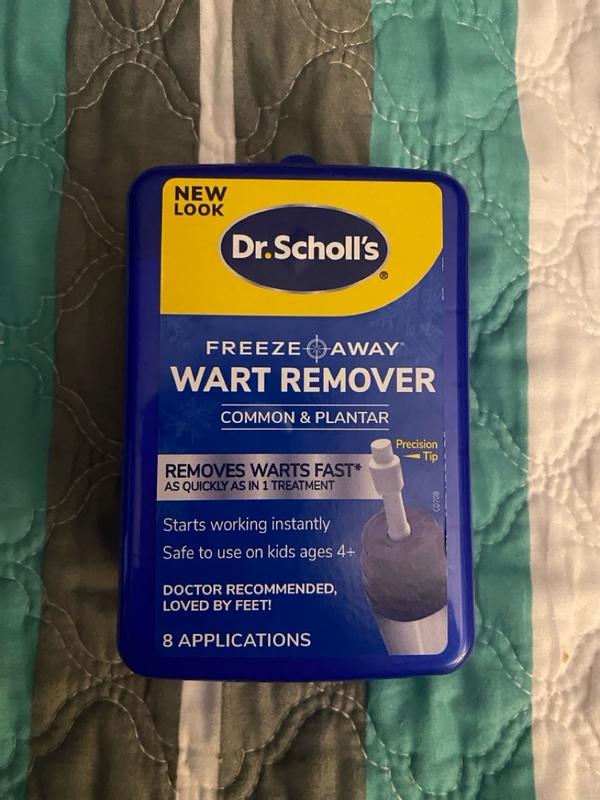 NEW
LOOK
Dr.Scholl's®
FREEZE AWAY™
WART REMOVER
COMMON & PLANTAR
Precision
Tip
REMOVES WARTS FAST*
AS QUICKLY AS IN 1 TREATMENT
Starts working instantly
Safe to use on kids ages 4+
DOCTOR RECOMMENDED,
LOVED BY FEET!
8 APPLICATIONS